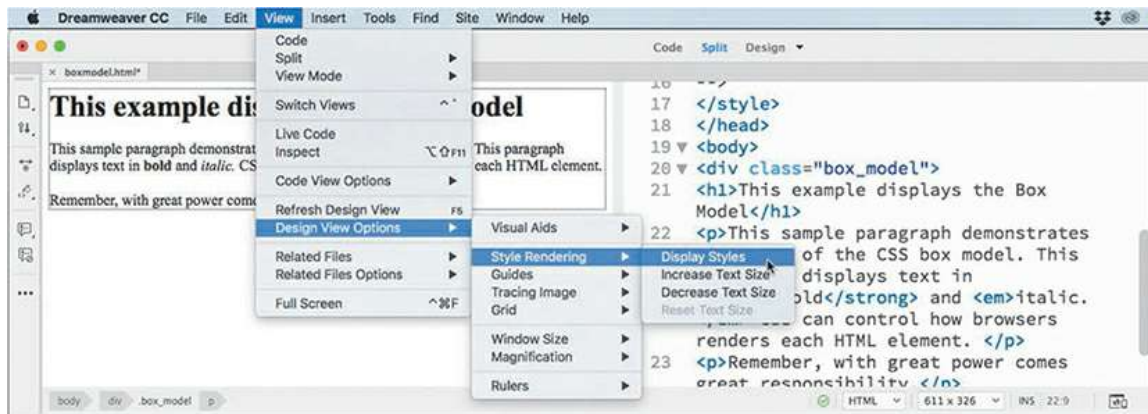 Dreamweaver CC File Edit View Insert Tools Find Site Window Help
Code Split Design
boxmodel.html*
This example di
odel
This sample paragraph demonstrat
This paragraph
displays text in bold and italic. CS
each HTML element.
Remember, with great power com
Code
Split
View Mode
Switch Views ^`
Live Code
Inspect ⌥⇧F11
Code View Options
Refresh Design View F5
Design View Options
Related Files
Related Files Options
Full Screen ^⌘F
Visual Aids
Style Rendering
Guides
Tracing Image
Grid
Window Size
Magnification
Rulers
Display Styles
Increase Text Size
Decrease Text Size
Reset Text Size
17 </style>
18 </head>
19 <body>
20 <div class="box_model">
21 <h1>This example displays the Box
Model</h1>
22 <p>This sample paragraph demonstrates
of the CSS box model. This
displays text in
old</strong> and <em>italic.
can control how browsers
renders each HTML element. </p>
23 <p>Remember, with great power comes
great responsibility </p>
body div .box_model p
HTML 611 x 326 INS 22:9